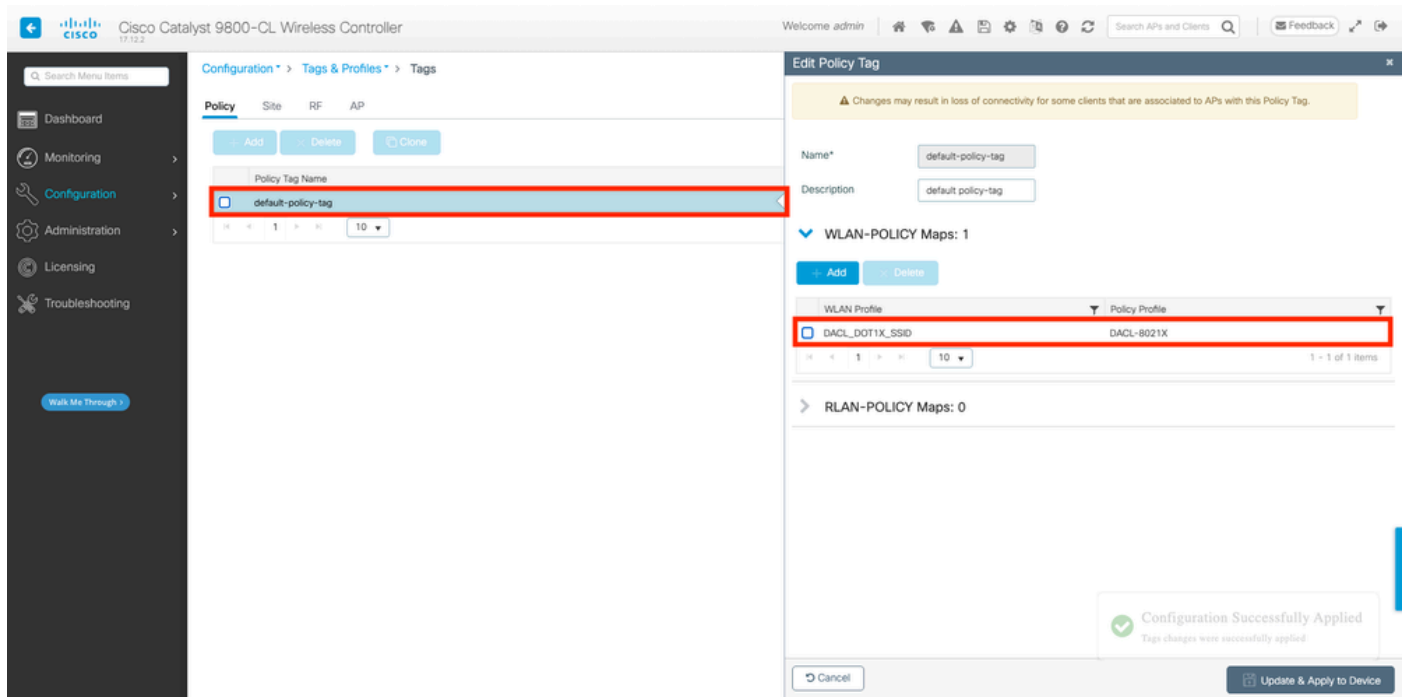 cisco
Cisco Catalyst 9800-CL Wireless Controller
17.12.2
Welcome admin
Search APs and Clients
Feedback
Search Menu Items
Dashboard
Monitoring
Configuration
Administration
Licensing
Troubleshooting
Walk Me Through >
Configuration > Tags & Profiles > Tags
Policy Site RF AP
+ Add × Delete Clone
Policy Tag Name
default-policy-tag
1 10
Edit Policy Tag
Changes may result in loss of connectivity for some clients that are associated to APs with this Policy Tag.
Name* default-policy-tag
Description default policy-tag
WLAN-POLICY Maps: 1
+ Add × Delete
WLAN Profile Policy Profile
DACL_DOT1X_SSID DACL-8021X
1 10 1 - 1 of 1 items
RLAN-POLICY Maps: 0
Configuration Successfully Applied
Tags changes were successfully applied
Cancel Update & Apply to Device